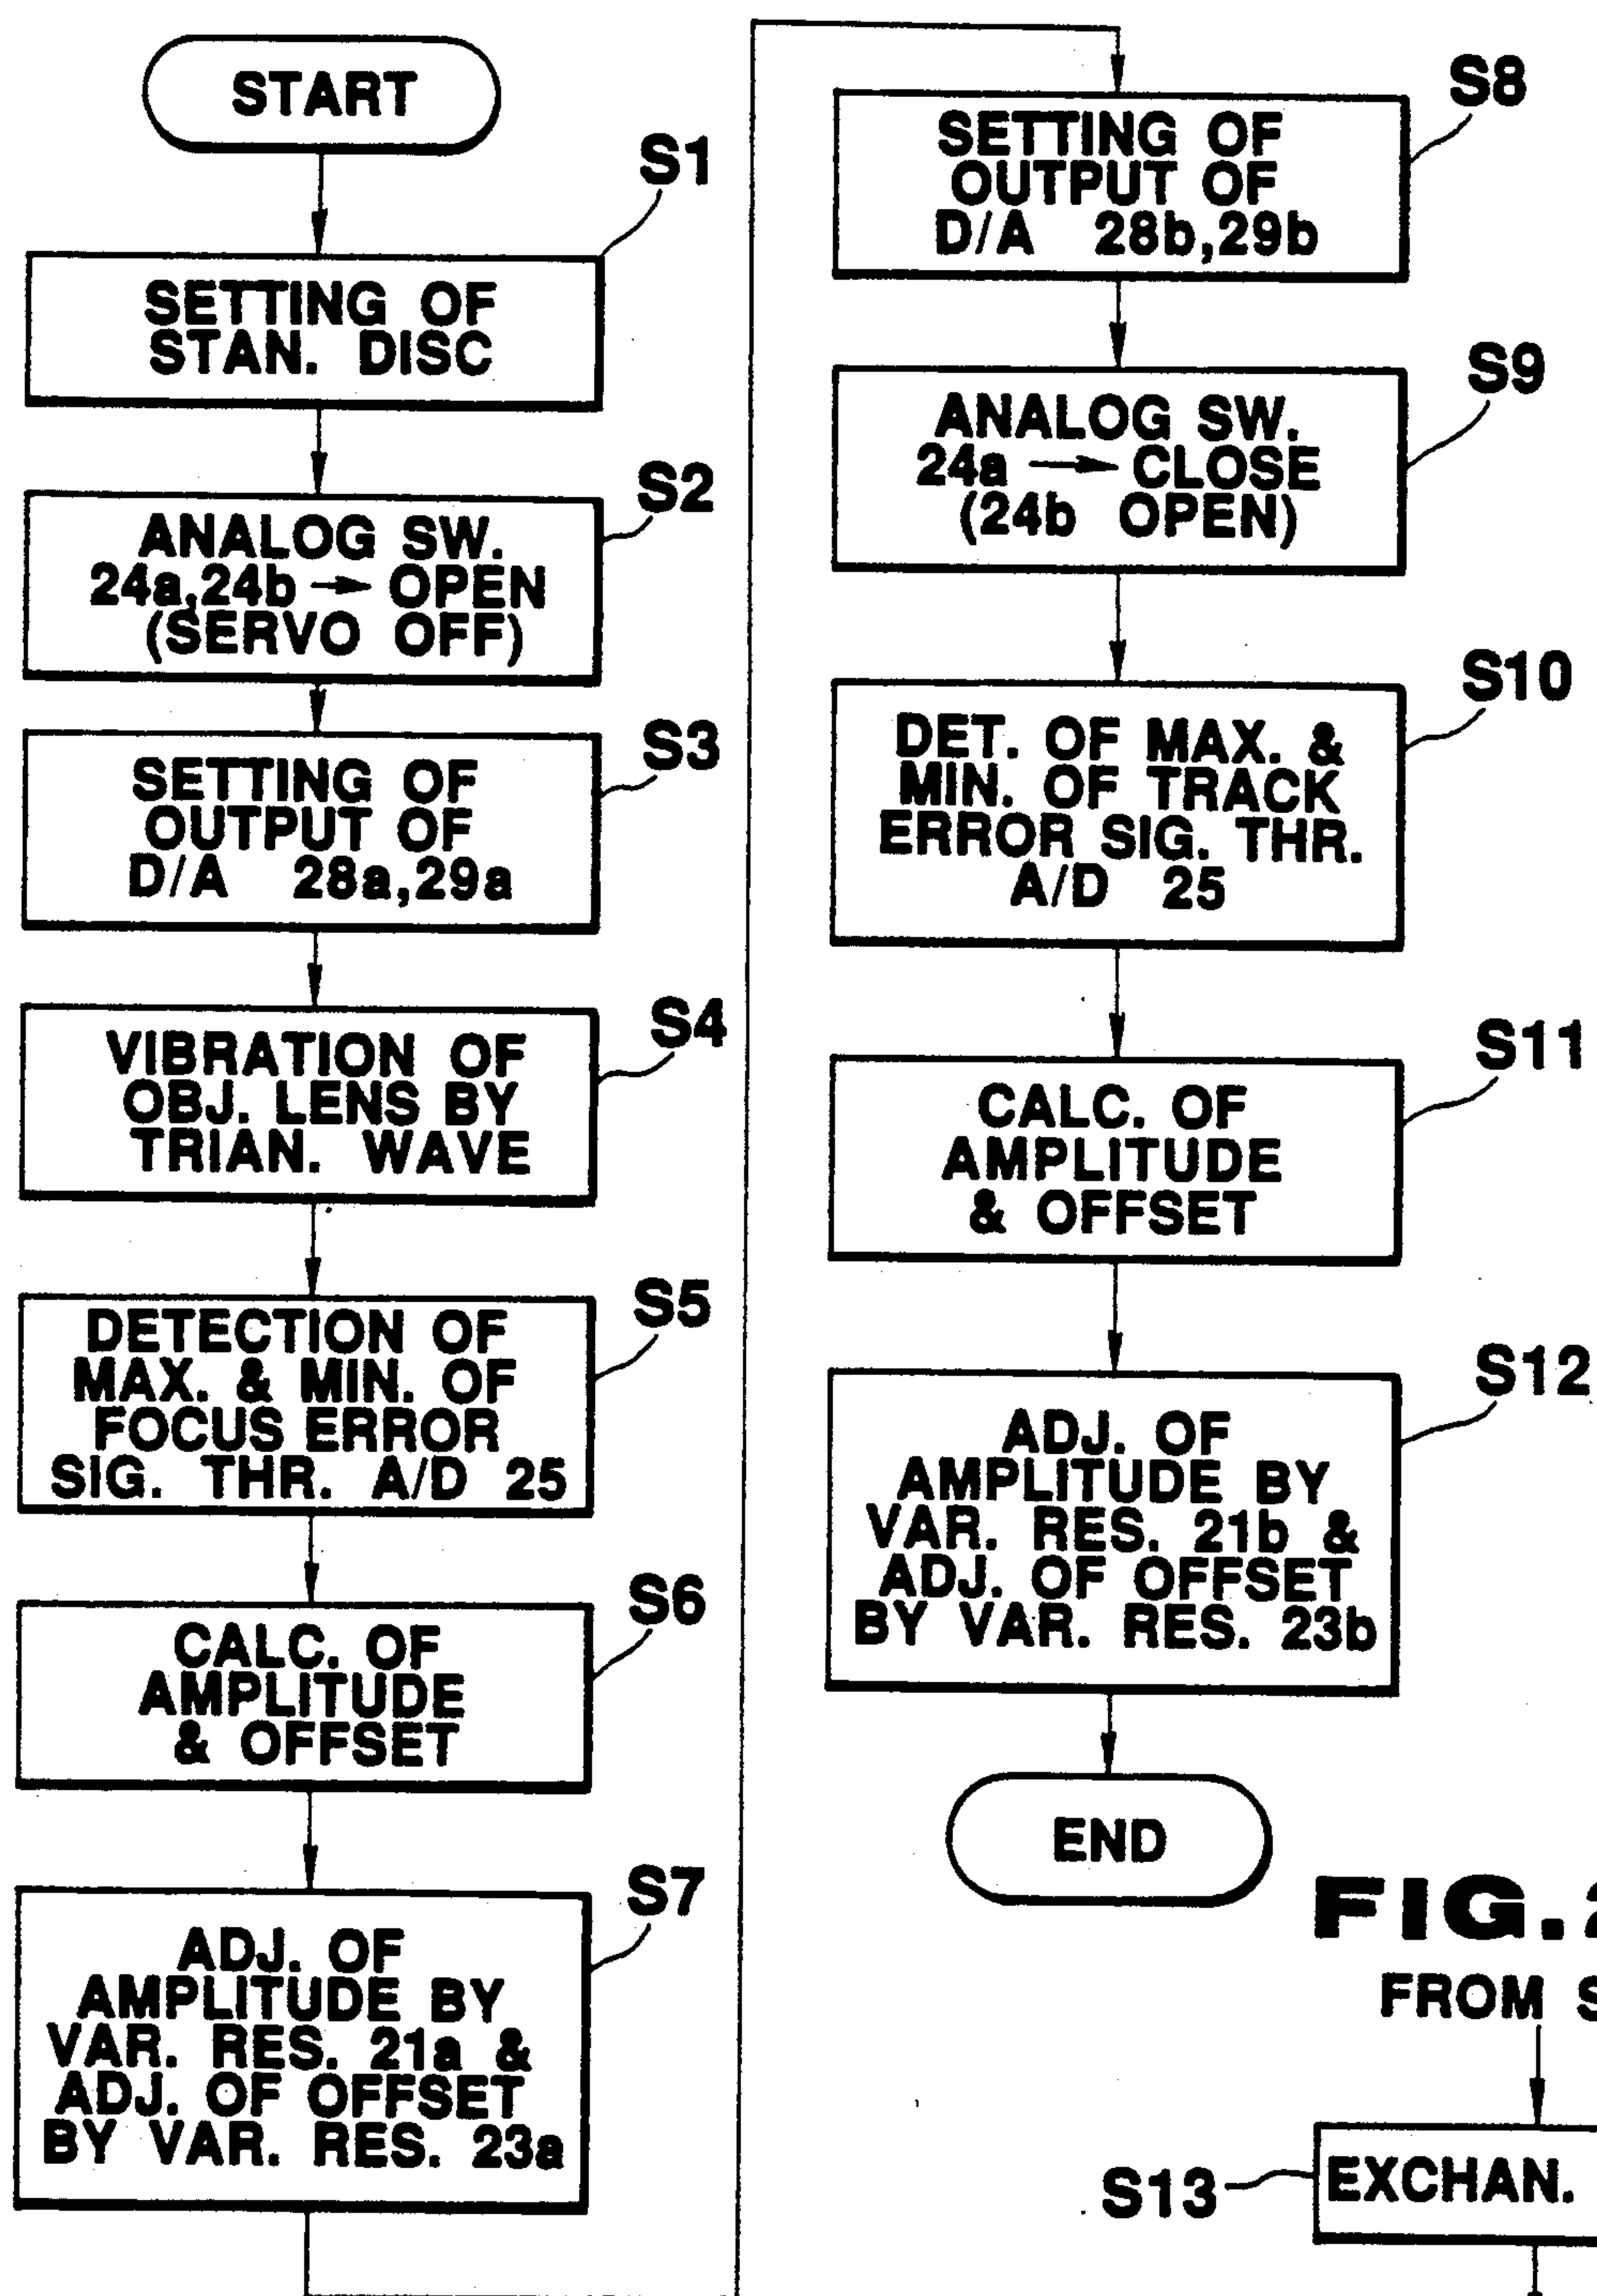 START
S1
SETTING OF
STAN. DISC
S2
ANALOG SW.
24a,24b → OPEN
(SERVO OFF)
S3
SETTING OF
OUTPUT OF
D/A 28a,29a
S4
VIBRATION OF
OBJ. LENS BY
TRIAN. WAVE
S5
DETECTION OF
MAX. & MIN. OF
FOCUS ERROR
SIG. THR. A/D 25
S6
CALC. OF
AMPLITUDE
& OFFSET
S7
ADJ. OF
AMPLITUDE BY
VAR. RES. 21a &
ADJ. OF OFFSET
BY VAR. RES. 23a
S8
SETTING OF
OUTPUT OF
D/A 28b,29b
S9
ANALOG SW.
24a → CLOSE
(24b OPEN)
S10
DET. OF MAX. &
MIN. OF TRACK
ERROR SIG. THR.
A/D 25
S11
CALC. OF
AMPLITUDE
& OFFSET
S12
ADJ. OF
AMPLITUDE BY
VAR. RES. 21b &
ADJ. OF OFFSET
BY VAR. RES. 23b
END
FIG.
FROM
S13
EXCHAN.